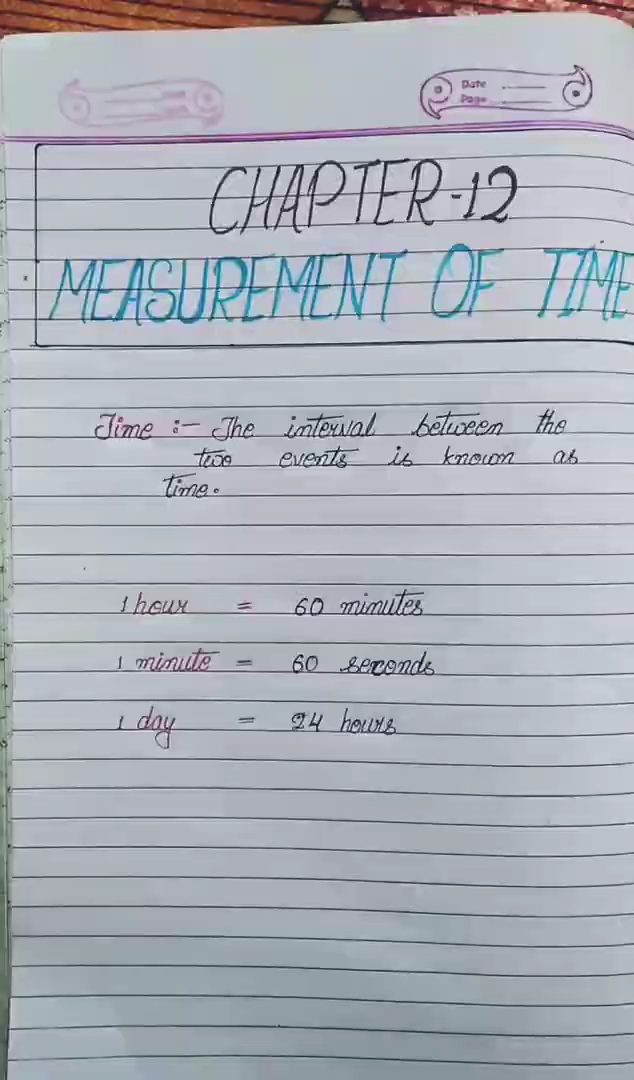 Date
Page
CHAPTER-12
MEASUREMENT OF TIME
Time :- The interval between the
two events is known as
time.
1 hour = 60 minutes
1 minute = 60 seconds
1 day = 24 hours